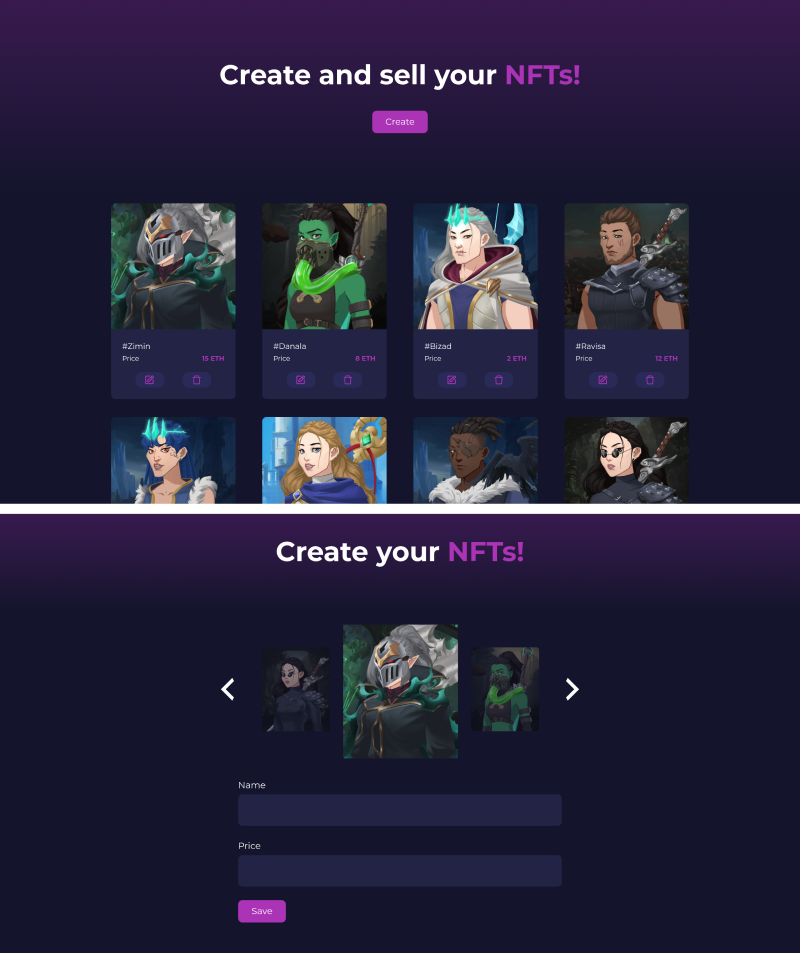 Create and sell your NFTs!
Create
#Zimin
Price 15 ETH
#Danala
Price 8 ETH
#Bizad
Price 2 ETH
#Ravisa
Price 12 ETH
Create your NFTs!
Name
Price
Save